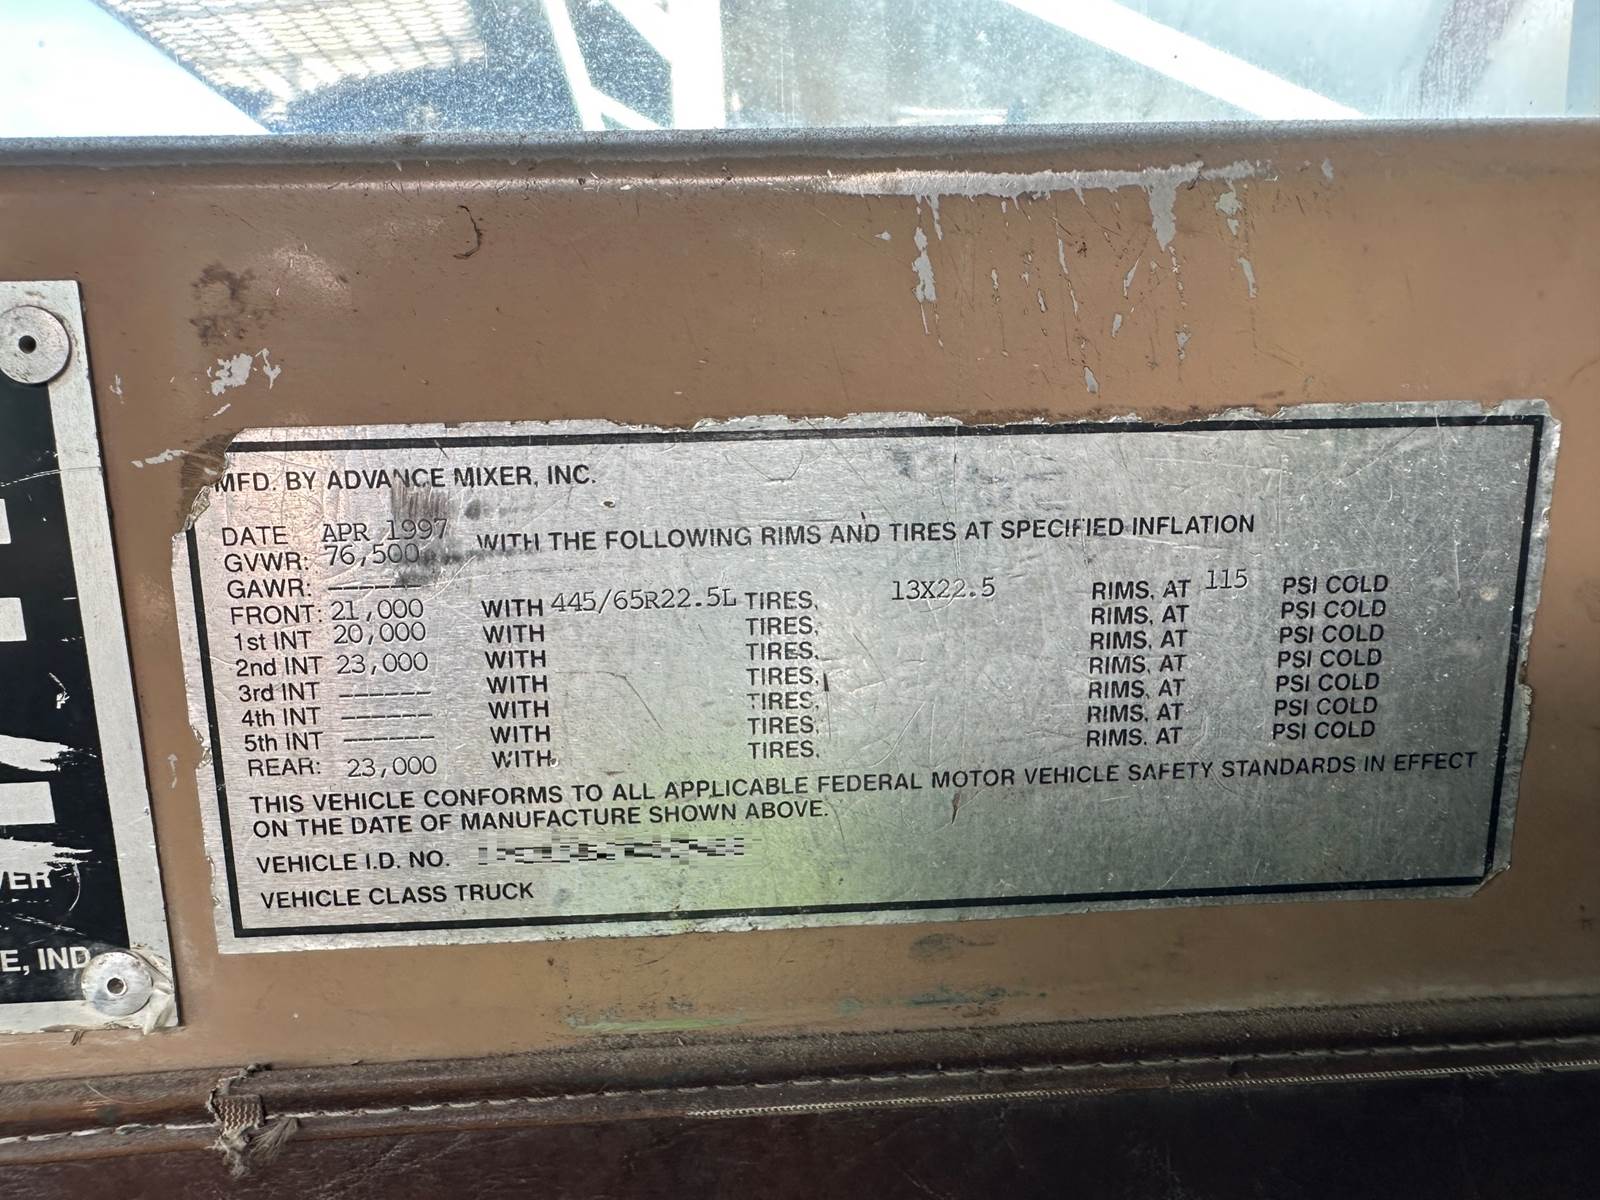 MFD. BY ADVANCE MIXER, INC.
DATE APR 1997
GVWR: 76,500 WITH THE FOLLOWING RIMS AND TIRES AT SPECIFIED INFLATION
GAWR: ------
FRONT: 21,000 WITH 445/65R22.5L TIRES, 13X22.5 RIMS, AT 115 PSI COLD
1st INT 20,000 WITH TIRES, RIMS, AT PSI COLD
2nd INT 23,000 WITH TIRES, RIMS, AT PSI COLD
3rd INT ------ WITH TIRES, RIMS, AT PSI COLD
4th INT ------ WITH TIRES, RIMS, AT PSI COLD
5th INT ------ WITH TIRES, RIMS, AT PSI COLD
REAR: 23,000 WITH TIRES, RIMS, AT PSI COLD
THIS VEHICLE CONFORMS TO ALL APPLICABLE FEDERAL MOTOR VEHICLE SAFETY STANDARDS IN EFFECT
ON THE DATE OF MANUFACTURE SHOWN ABOVE.
VEHICLE I.D. NO.
VEHICLE CLASS TRUCK
VER
E, IND